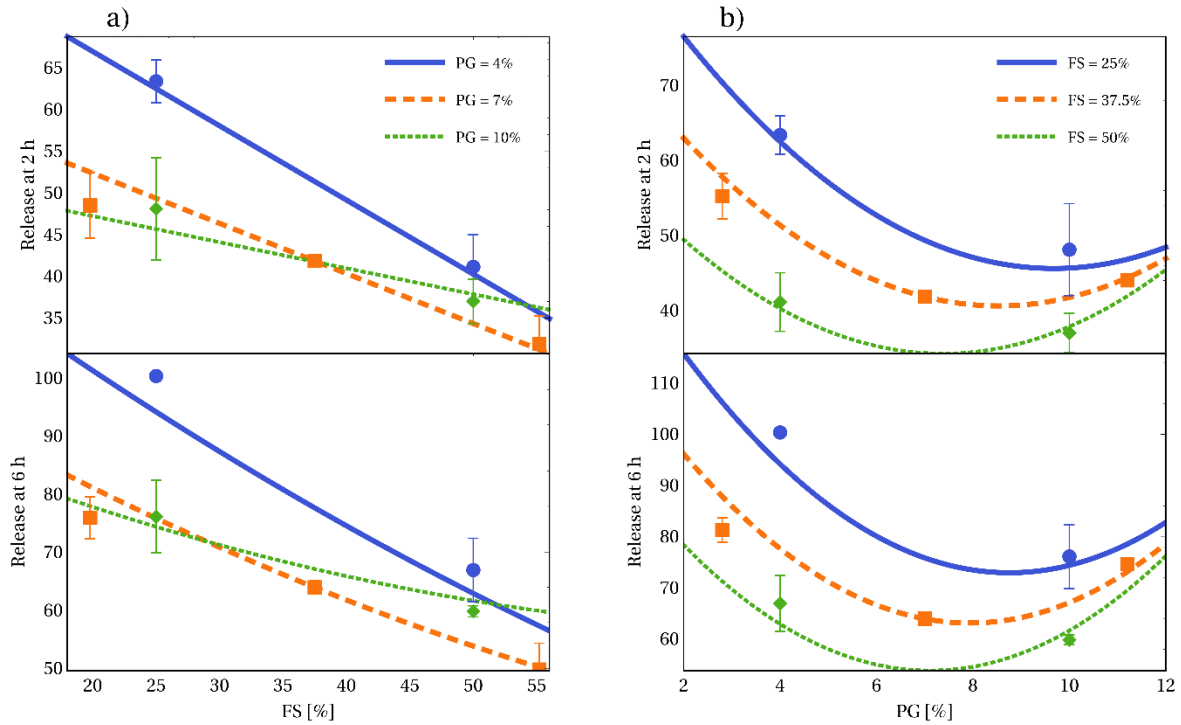 a)
b)
PG = 4%
PG = 7%
PG = 10%
65
60
55
50
45
40
35
Release at 2 h
100
90
80
70
60
50
Release at 6 h
20
25
30
35
40
45
50
55
FS [%]
FS = 25%
FS = 37.5%
FS = 50%
70
60
50
40
Release at 2 h
110
100
90
80
70
60
Release at 6 h
2
4
6
8
10
12
PG [%]